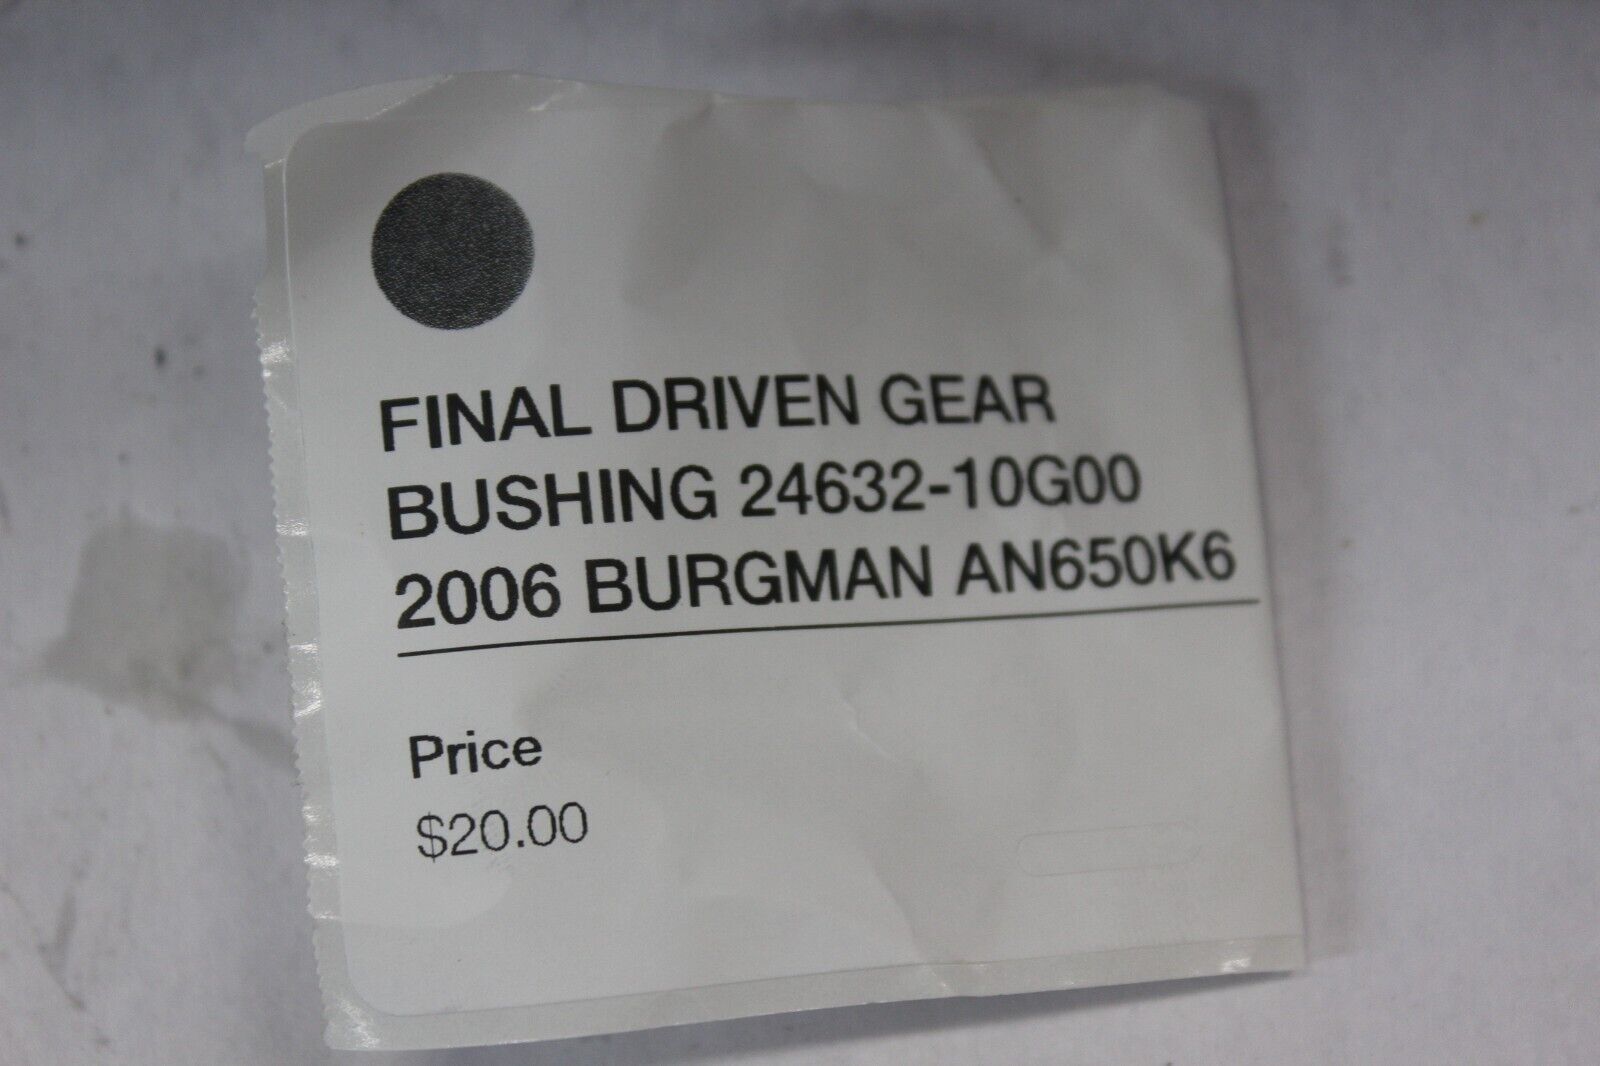 FINAL DRIVEN GEAR
BUSHING 24632-10G00
2006 BURGMAN AN650K6
Price
$20.00